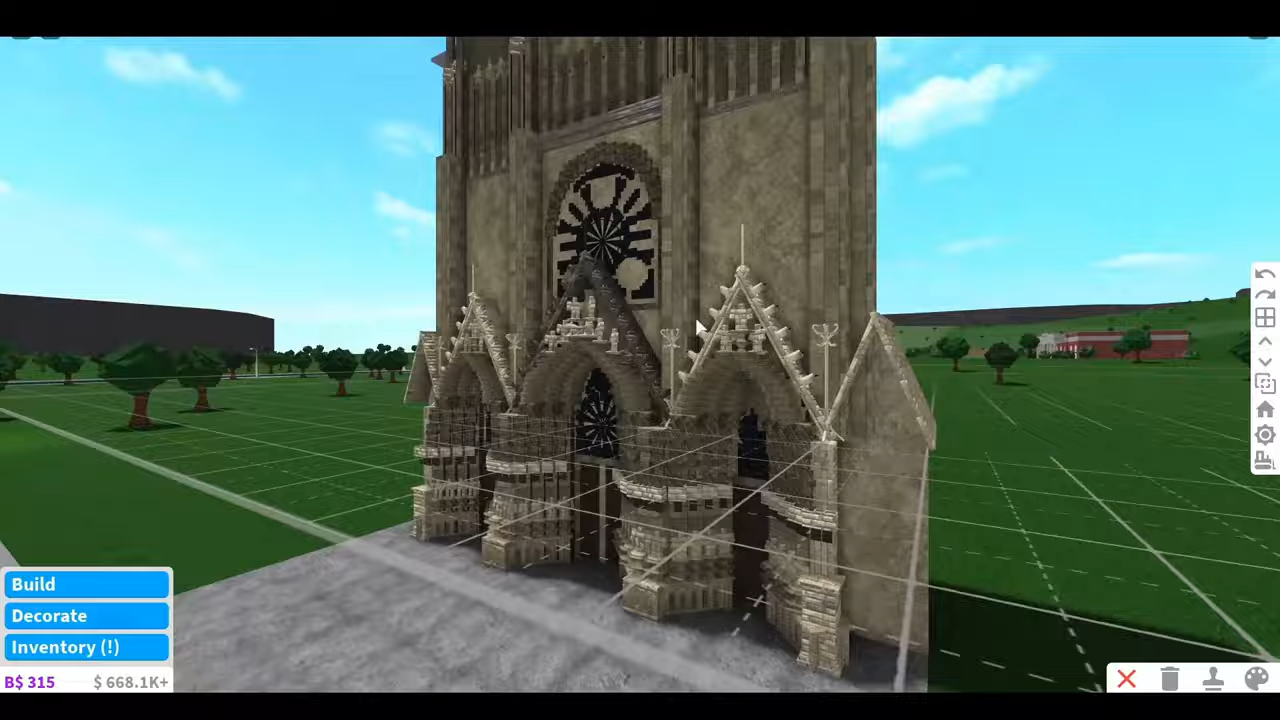 Build
Decorate
Inventory (!)
B$ 315 $ 668.1K+